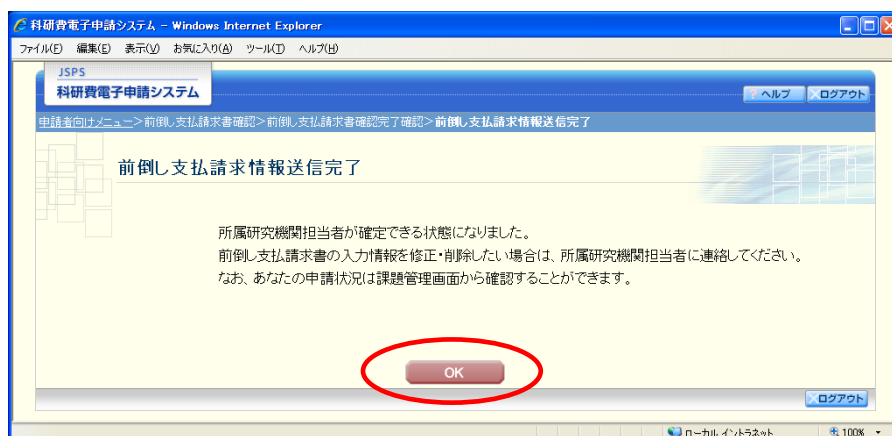 科研費電子申請システム - Windows Internet Explorer
ファイル(F) 編集(E) 表示(V) お気に入り(A) ツール(T) ヘルプ(H)
JSPS
科研費電子申請システム
? ヘルプ ログアウト
申請者向けメニュー>前倒し支払請求書確認>前倒し支払請求書確認完了確認>前倒し支払請求情報送信完了
前倒し支払請求情報送信完了
所属研究機関担当者が確定できる状態になりました。
前倒し支払請求書の入力情報を修正・削除したい場合は、所属研究機関担当者に連絡してください。
なお、あなたの申請状況は課題管理画面から確認することができます。
OK
ログアウト
ローカル イントラネット 100%